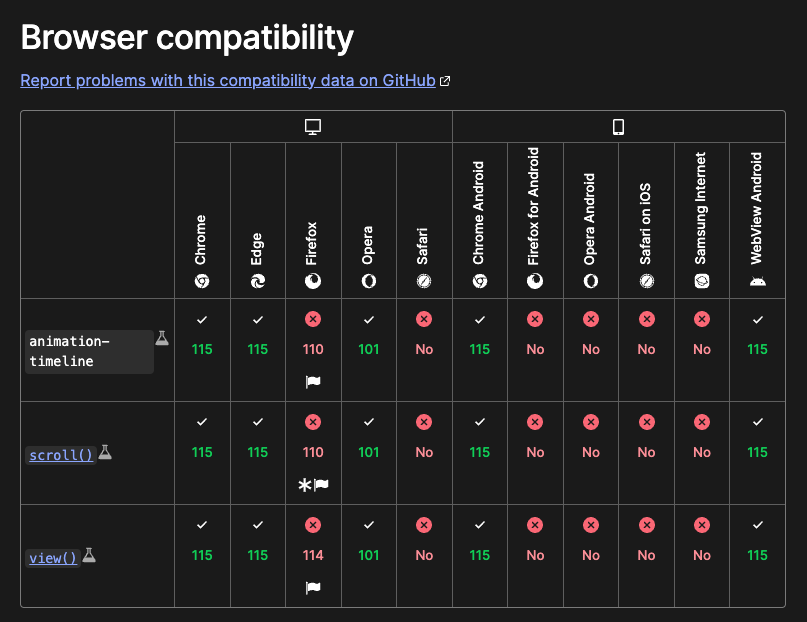 Browser compatibility
Report problems with this compatibility data on GitHub
Chrome
Edge
Firefox
Opera
Safari
Chrome Android
Firefox for Android
Opera Android
Safari on iOS
Samsung Internet
WebView Android
animation-
timeline
115 115 110 101 No 115 No No No No 115
scroll() 115 115 110 101 No 115 No No No No 115
view() 115 115 114 101 No 115 No No No No 115